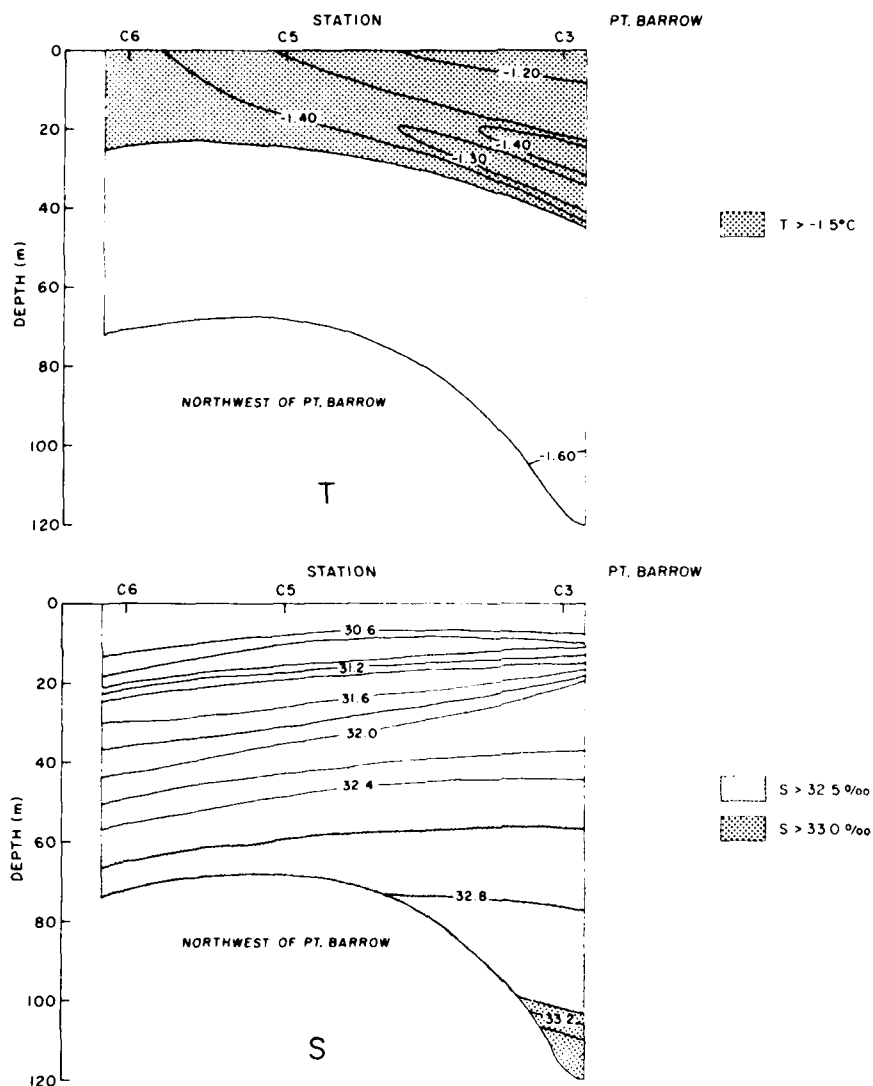 STATION
PT. BARROW
C6
C5
C3
0
20
40
60
80
100
120
DEPTH (m)
-1.20
-1.40
-1.40
-1.30
-1.60
NORTHWEST OF PT. BARROW
T
T > -1.5°C
STATION
PT. BARROW
C6
C5
C3
0
20
40
60
80
100
120
DEPTH (m)
30.6
31.2
31.6
32.0
32.4
32.8
33.2
NORTHWEST OF PT. BARROW
S
S > 32.5 ‰
S > 33.0 ‰